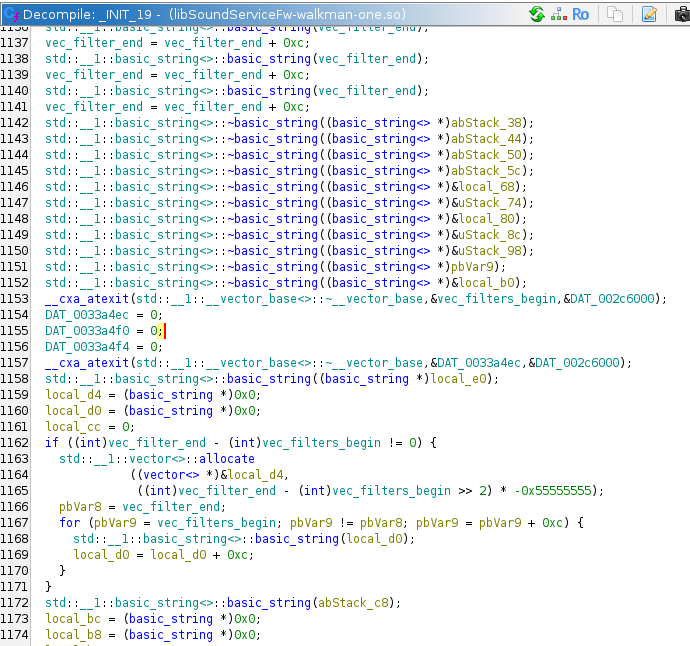 Decompile: _INIT_19 - (libSoundServiceFw-walkman-one.so)
Ro
1136 std::__1::basic_string<>::basic_string(vec_filter_end);
1137 vec_filter_end = vec_filter_end + 0xc;
1138 std::__1::basic_string<>::basic_string(vec_filter_end);
1139 vec_filter_end = vec_filter_end + 0xc;
1140 std::__1::basic_string<>::basic_string(vec_filter_end);
1141 vec_filter_end = vec_filter_end + 0xc;
1142 std::__1::basic_string<>::~basic_string((basic_string<> *)abStack_38);
1143 std::__1::basic_string<>::~basic_string((basic_string<> *)abStack_44);
1144 std::__1::basic_string<>::~basic_string((basic_string<> *)abStack_50);
1145 std::__1::basic_string<>::~basic_string((basic_string<> *)abStack_5c);
1146 std::__1::basic_string<>::~basic_string((basic_string<> *)&local_68);
1147 std::__1::basic_string<>::~basic_string((basic_string<> *)&uStack_74);
1148 std::__1::basic_string<>::~basic_string((basic_string<> *)&local_80);
1149 std::__1::basic_string<>::~basic_string((basic_string<> *)&uStack_8c);
1150 std::__1::basic_string<>::~basic_string((basic_string<> *)&uStack_98);
1151 std::__1::basic_string<>::~basic_string((basic_string<> *)pbVar9);
1152 std::__1::basic_string<>::~basic_string((basic_string<> *)&local_b0);
1153 __cxa_atexit(std::__1::__vector_base<>::~__vector_base,&vec_filters_begin,&DAT_002c6000);
1154 DAT_0033a4ec = 0;
1155 DAT_0033a4f0 = 0;
1156 DAT_0033a4f4 = 0;
1157 __cxa_atexit(std::__1::__vector_base<>::~__vector_base,&DAT_0033a4ec,&DAT_002c6000);
1158 std::__1::basic_string<>::basic_string((basic_string *)local_e0);
1159 local_d4 = (basic_string *)0x0;
1160 local_d0 = (basic_string *)0x0;
1161 local_cc = 0;
1162 if ((int)vec_filter_end - (int)vec_filters_begin != 0) {
1163 std::__1::vector<>::allocate
1164 ((vector<> *)&local_d4,
1165 ((int)vec_filter_end - (int)vec_filters_begin >> 2) * -0x55555555);
1166 pbVar8 = vec_filter_end;
1167 for (pbVar9 = vec_filters_begin; pbVar9 != pbVar8; pbVar9 = pbVar9 + 0xc) {
1168 std::__1::basic_string<>::basic_string(local_d0);
1169 local_d0 = local_d0 + 0xc;
1170 }
1171 }
1172 std::__1::basic_string<>::basic_string(abStack_c8);
1173 local_bc = (basic_string *)0x0;
1174 local_b8 = (basic_string *)0x0;